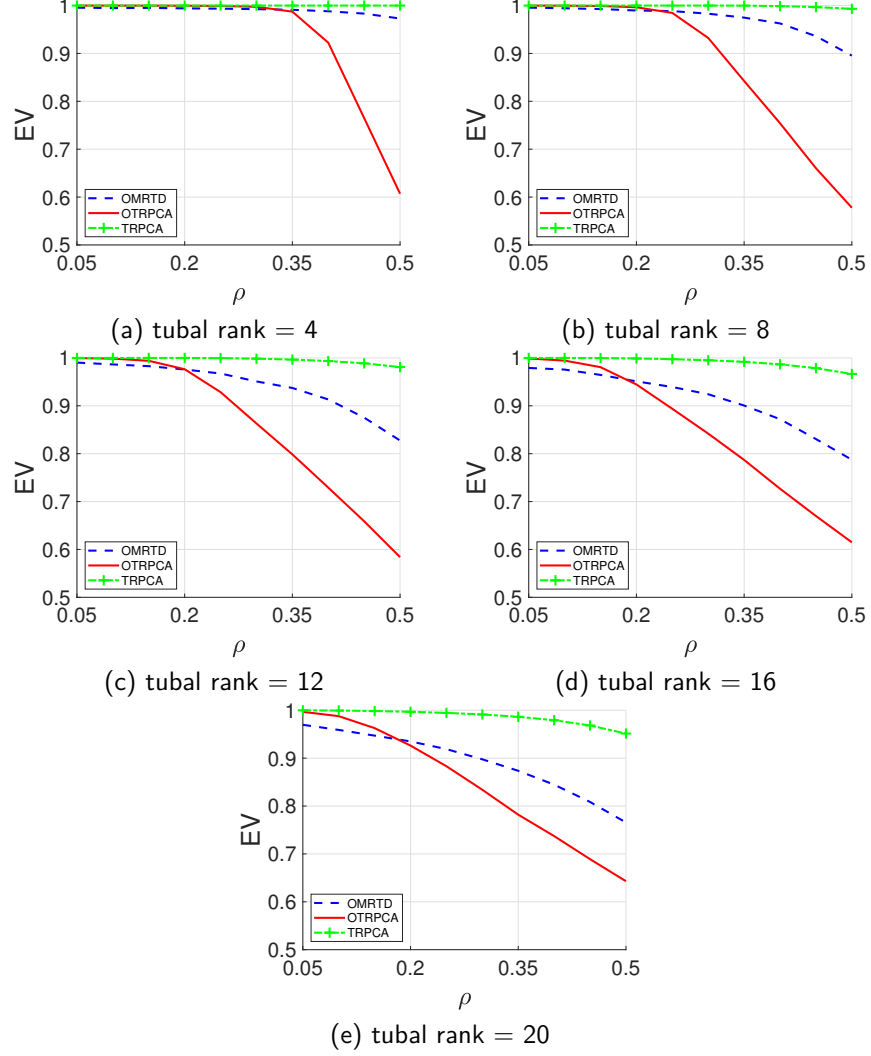 1
0.9
0.8
0.7
0.6
0.5
EV
OMRTD
OTRPCA
TRPCA
0.05 0.2 0.35 0.5
ρ
(a) tubal rank = 4
1
0.9
0.8
0.7
0.6
0.5
EV
OMRTD
OTRPCA
TRPCA
0.05 0.2 0.35 0.5
ρ
(b) tubal rank = 8
1
0.9
0.8
0.7
0.6
0.5
EV
OMRTD
OTRPCA
TRPCA
0.05 0.2 0.35 0.5
ρ
(c) tubal rank = 12
1
0.9
0.8
0.7
0.6
0.5
EV
OMRTD
OTRPCA
TRPCA
0.05 0.2 0.35 0.5
ρ
(d) tubal rank = 16
1
0.9
0.8
0.7
0.6
0.5
EV
OMRTD
OTRPCA
TRPCA
0.05 0.2 0.35 0.5
ρ
(e) tubal rank = 20